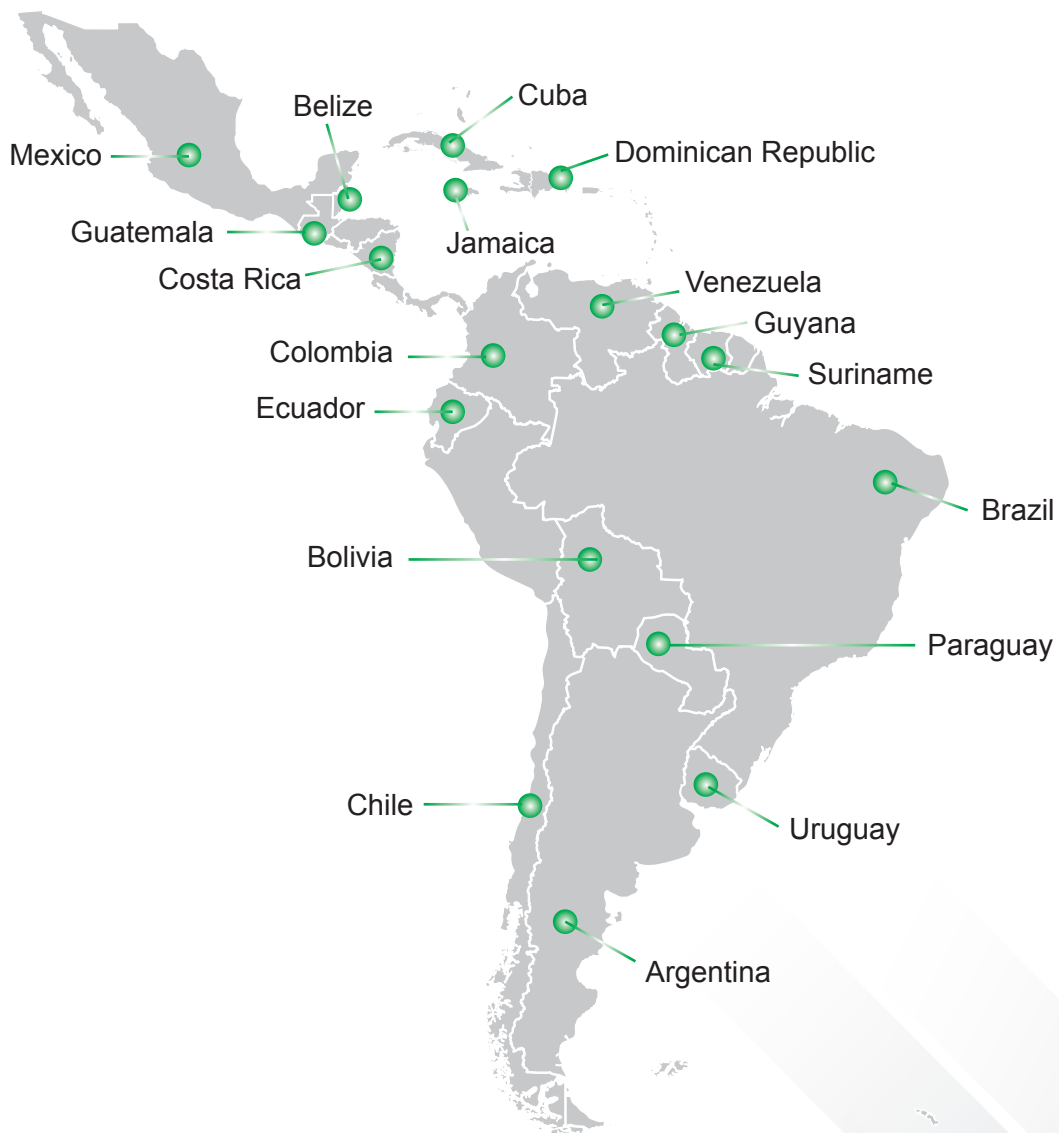 Cuba
Belize
Mexico
Dominican Republic
Guatemala
Jamaica
Costa Rica
Venezuela
Guyana
Colombia
Suriname
Ecuador
Brazil
Bolivia
Paraguay
Chile
Uruguay
Argentina